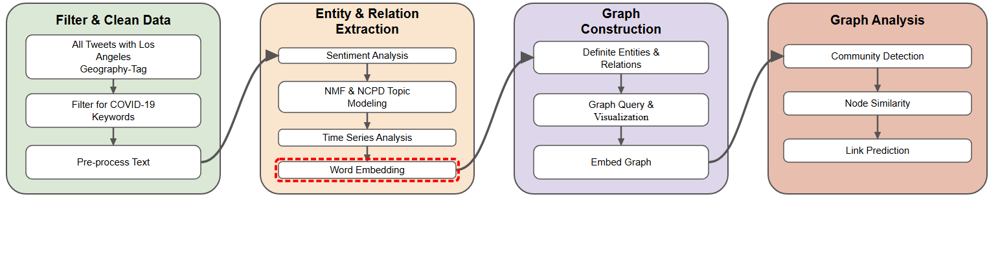 Filter & Clean Data
All Tweets with Los
Angeles
Geography-Tag
Filter for COVID-19
Keywords
Pre-process Text
Entity & Relation
Extraction
Sentiment Analysis
NMF & NCPD Topic
Modeling
Time Series Analysis
Word Embedding
Graph
Construction
Definite Entities &
Relations
Graph Query &
Visualization
Embed Graph
Graph Analysis
Community Detection
Node Similarity
Link Prediction